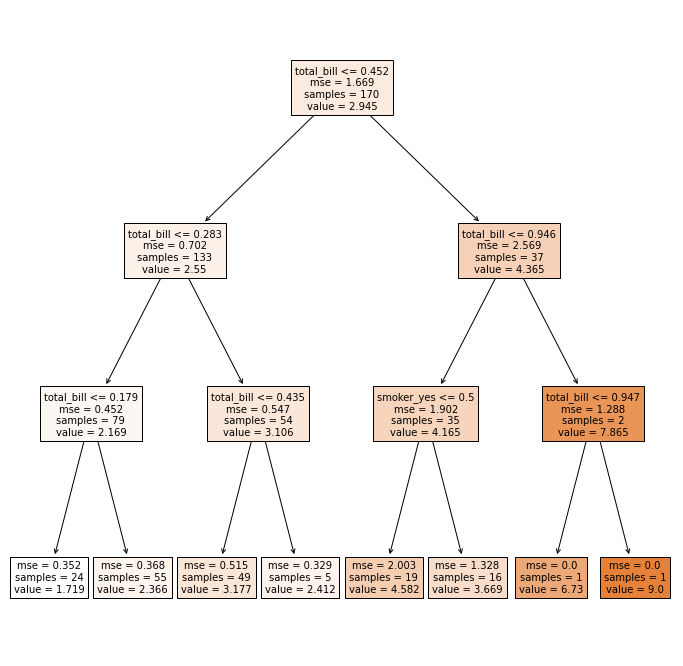 total_bill <= 0.452
mse = 1.669
samples = 170
value = 2.945
total_bill <= 0.283
mse = 0.702
samples = 133
value = 2.55
total_bill <= 0.946
mse = 2.569
samples = 37
value = 4.365
total_bill <= 0.179
mse = 0.452
samples = 79
value = 2.169
total_bill <= 0.435
mse = 0.547
samples = 54
value = 3.106
smoker_yes <= 0.5
mse = 1.902
samples = 35
value = 4.165
total_bill <= 0.947
mse = 1.288
samples = 2
value = 7.865
mse = 0.352
samples = 24
value = 1.719
mse = 0.368
samples = 55
value = 2.366
mse = 0.515
samples = 49
value = 3.177
mse = 0.329
samples = 5
value = 2.412
mse = 2.003
samples = 19
value = 4.582
mse = 1.328
samples = 16
value = 3.669
mse = 0.0
samples = 1
value = 6.73
mse = 0.0
samples = 1
value = 9.0